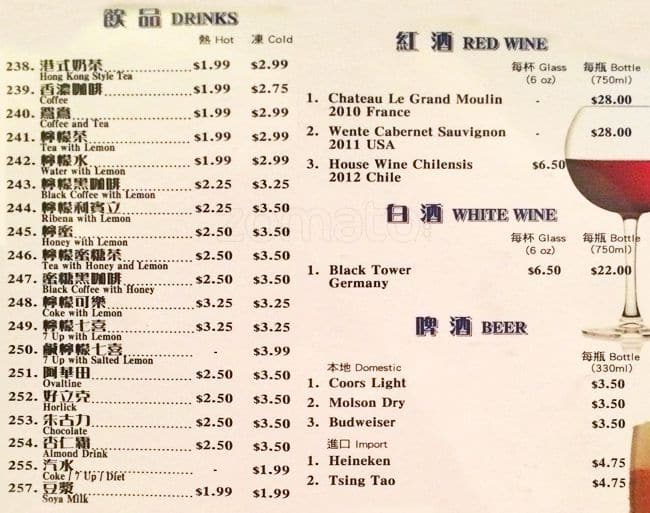 飲品 DRINKS
熱 Hot 凍 Cold
238. 港式奶茶 $1.99 $2.99
Hong Kong Style Tea
239. 香濃咖啡 $1.99 $2.75
Coffee
240. 鴛鴦 $1.99 $2.99
Coffee and Tea
241. 檸檬茶 $1.99 $2.99
Tea with Lemon
242. 檸檬水 $1.99 $2.99
Water with Lemon
243. 檸檬黑咖啡 $2.25 $3.25
Black Coffee with Lemon
244. 檸檬利賓立 $2.25 $3.50
Ribena with Lemon
245. 檸蜜 $2.50 $3.50
Honey with Lemon
246. 檸檬蜜糖茶 $2.50 $3.50
Tea with Honey and Lemon
247. 蜜糖黑咖啡 $2.50 $3.50
Black Coffee with Honey
248. 檸檬可樂 $3.25 $3.25
Coke with Lemon
249. 檸檬七喜 $3.25 $3.25
7 Up with Lemon
250. 鹹檸檬七喜 - $3.99
7 Up with Salted Lemon
251. 阿華田 $2.50 $3.50
Ovaltine
252. 好立克 $2.50 $3.50
Horlick
253. 朱古力 $2.50 $3.50
Chocolate
254. 杏仁霜 $2.50 $3.50
Almond Drink
255. 汽水 - $1.99
Coke / 7 Up / Diet
257. 豆漿 $1.99 $1.99
Soya Milk
紅酒 RED WINE
每杯 Glass 每瓶 Bottle
(6 oz) (750ml)
1. Chateau Le Grand Moulin - $28.00
2010 France
2. Wente Cabernet Sauvignon - $28.00
2011 USA
3. House Wine Chilensis $6.50
2012 Chile
白酒 WHITE WINE
每杯 Glass 每瓶 Bottle
(6 oz) (750ml)
1. Black Tower $6.50 $22.00
Germany
啤酒 BEER
每瓶 Bottle
(330ml)
本地 Domestic
1. Coors Light $3.50
2. Molson Dry $3.50
3. Budweiser $3.50
進口 Import
1. Heineken $4.75
2. Tsing Tao $4.75
zomato